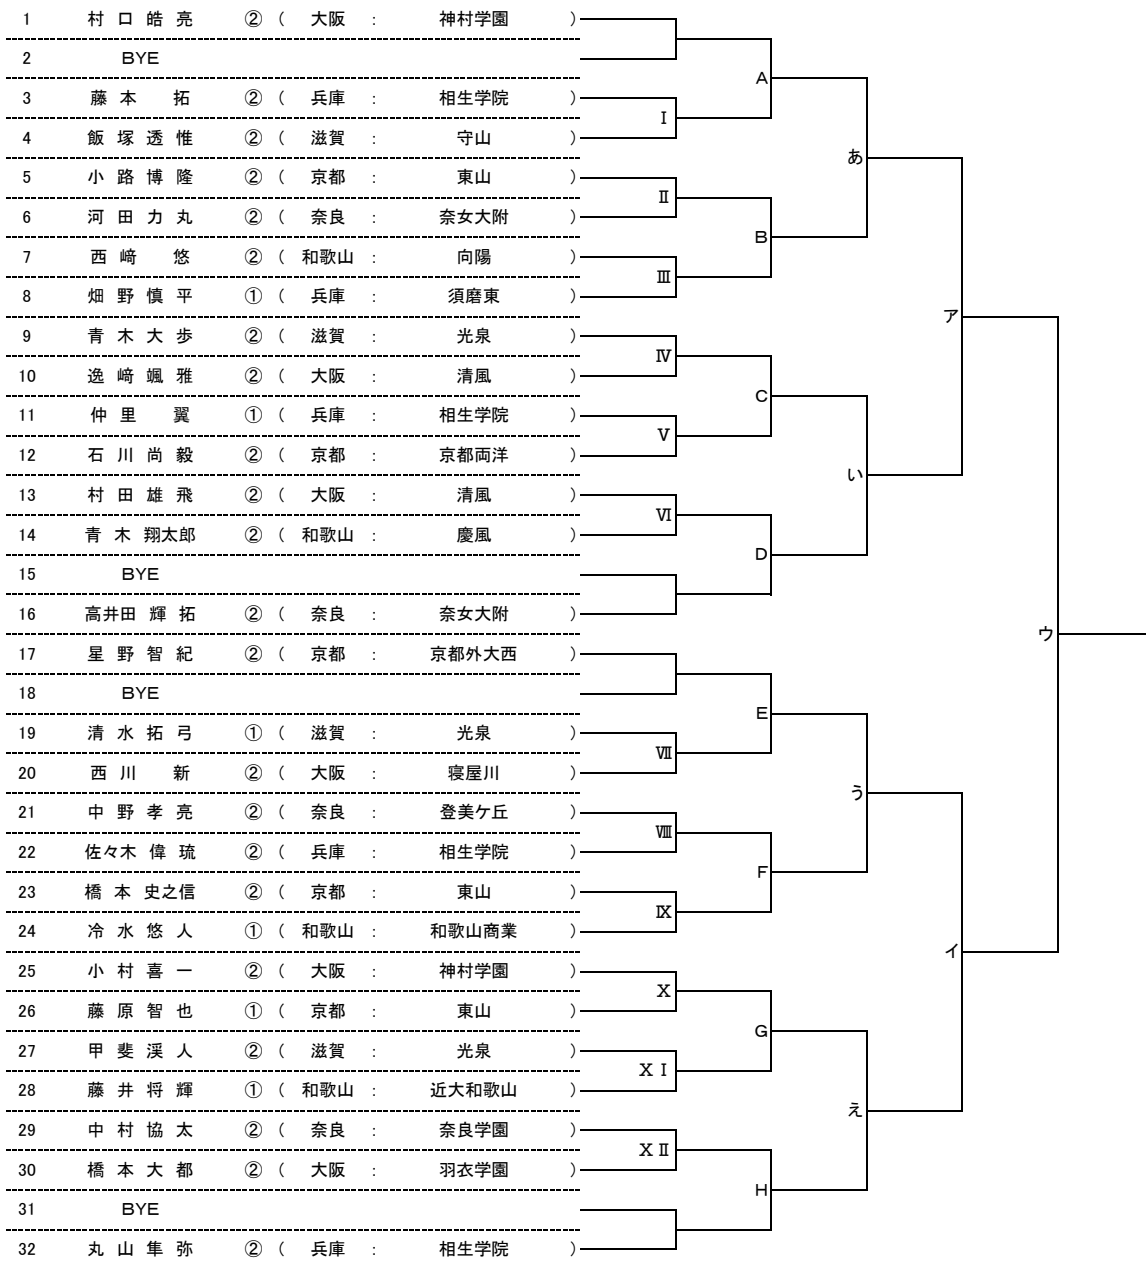 1 村 口 皓 亮 ② ( 大阪 : 神村学園 )
2 BYE
A
3 藤 本 拓 ② ( 兵庫 : 相生学院 )
Ⅰ
4 飯 塚 透 惟 ② ( 滋賀 : 守山 )
あ
5 小 路 博 隆 ② ( 京都 : 東山 )
Ⅱ
6 河 田 力 丸 ② ( 奈良 : 奈女大附 )
B
7 西 﨑 悠 ② ( 和歌山 : 向陽 )
Ⅲ
8 畑 野 慎 平 ① ( 兵庫 : 須磨東 )
ア
9 青 木 大 歩 ② ( 滋賀 : 光泉 )
Ⅳ
10 逸 﨑 颯 雅 ② ( 大阪 : 清風 )
C
11 仲 里 翼 ① ( 兵庫 : 相生学院 )
Ⅴ
12 石 川 尚 毅 ② ( 京都 : 京都両洋 )
い
13 村 田 雄 飛 ② ( 大阪 : 清風 )
Ⅵ
14 青 木 翔太郎 ② ( 和歌山 : 慶風 )
D
15 BYE
16 高井田 輝 拓 ② ( 奈良 : 奈女大附 )
ウ
17 星 野 智 紀 ② ( 京都 : 京都外大西 )
18 BYE
E
19 清 水 拓 弓 ① ( 滋賀 : 光泉 )
Ⅶ
20 西 川 新 ② ( 大阪 : 寝屋川 )
う
21 中 野 孝 亮 ② ( 奈良 : 登美ケ丘 )
Ⅷ
22 佐々木 偉 琉 ② ( 兵庫 : 相生学院 )
F
23 橋 本 史之信 ② ( 京都 : 東山 )
Ⅸ
24 冷 水 悠 人 ① ( 和歌山 : 和歌山商業 )
イ
25 小 村 喜 一 ② ( 大阪 : 神村学園 )
Ⅹ
26 藤 原 智 也 ① ( 京都 : 東山 )
G
27 甲 斐 渓 人 ② ( 滋賀 : 光泉 )
ⅩⅠ
28 藤 井 将 輝 ① ( 和歌山 : 近大和歌山 )
え
29 中 村 協 太 ② ( 奈良 : 奈良学園 )
ⅩⅡ
30 橋 本 大 都 ② ( 大阪 : 羽衣学園 )
H
31 BYE
32 丸 山 隼 弥 ② ( 兵庫 : 相生学院 )